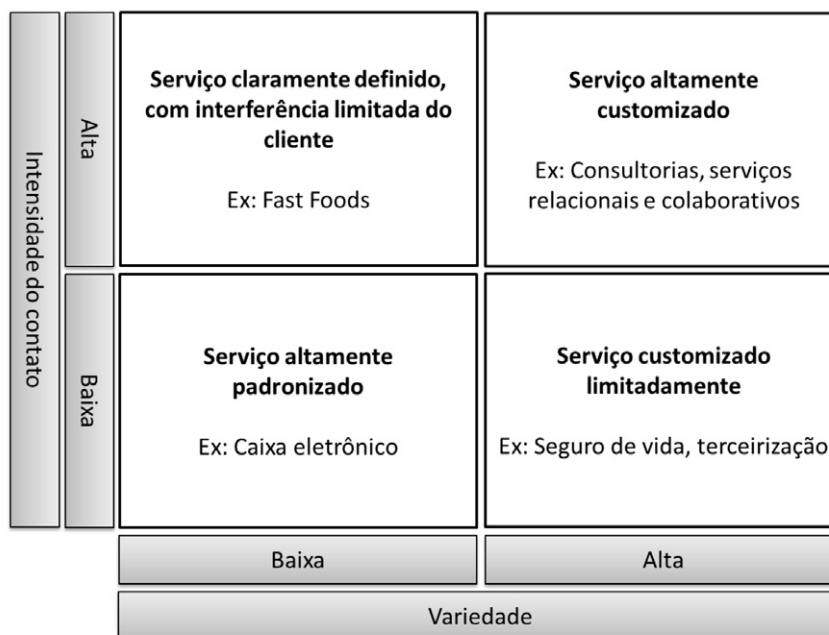 Intensidade do contato
Alta
Serviço claramente definido,
com interferência limitada do
cliente
Ex: Fast Foods
Serviço altamente
customizado
Ex: Consultorias, serviços
relacionais e colaborativos
Baixa
Serviço altamente
padronizado
Ex: Caixa eletrônico
Serviço customizado
limitadamente
Ex: Seguro de vida, terceirização
Baixa
Alta
Variedade